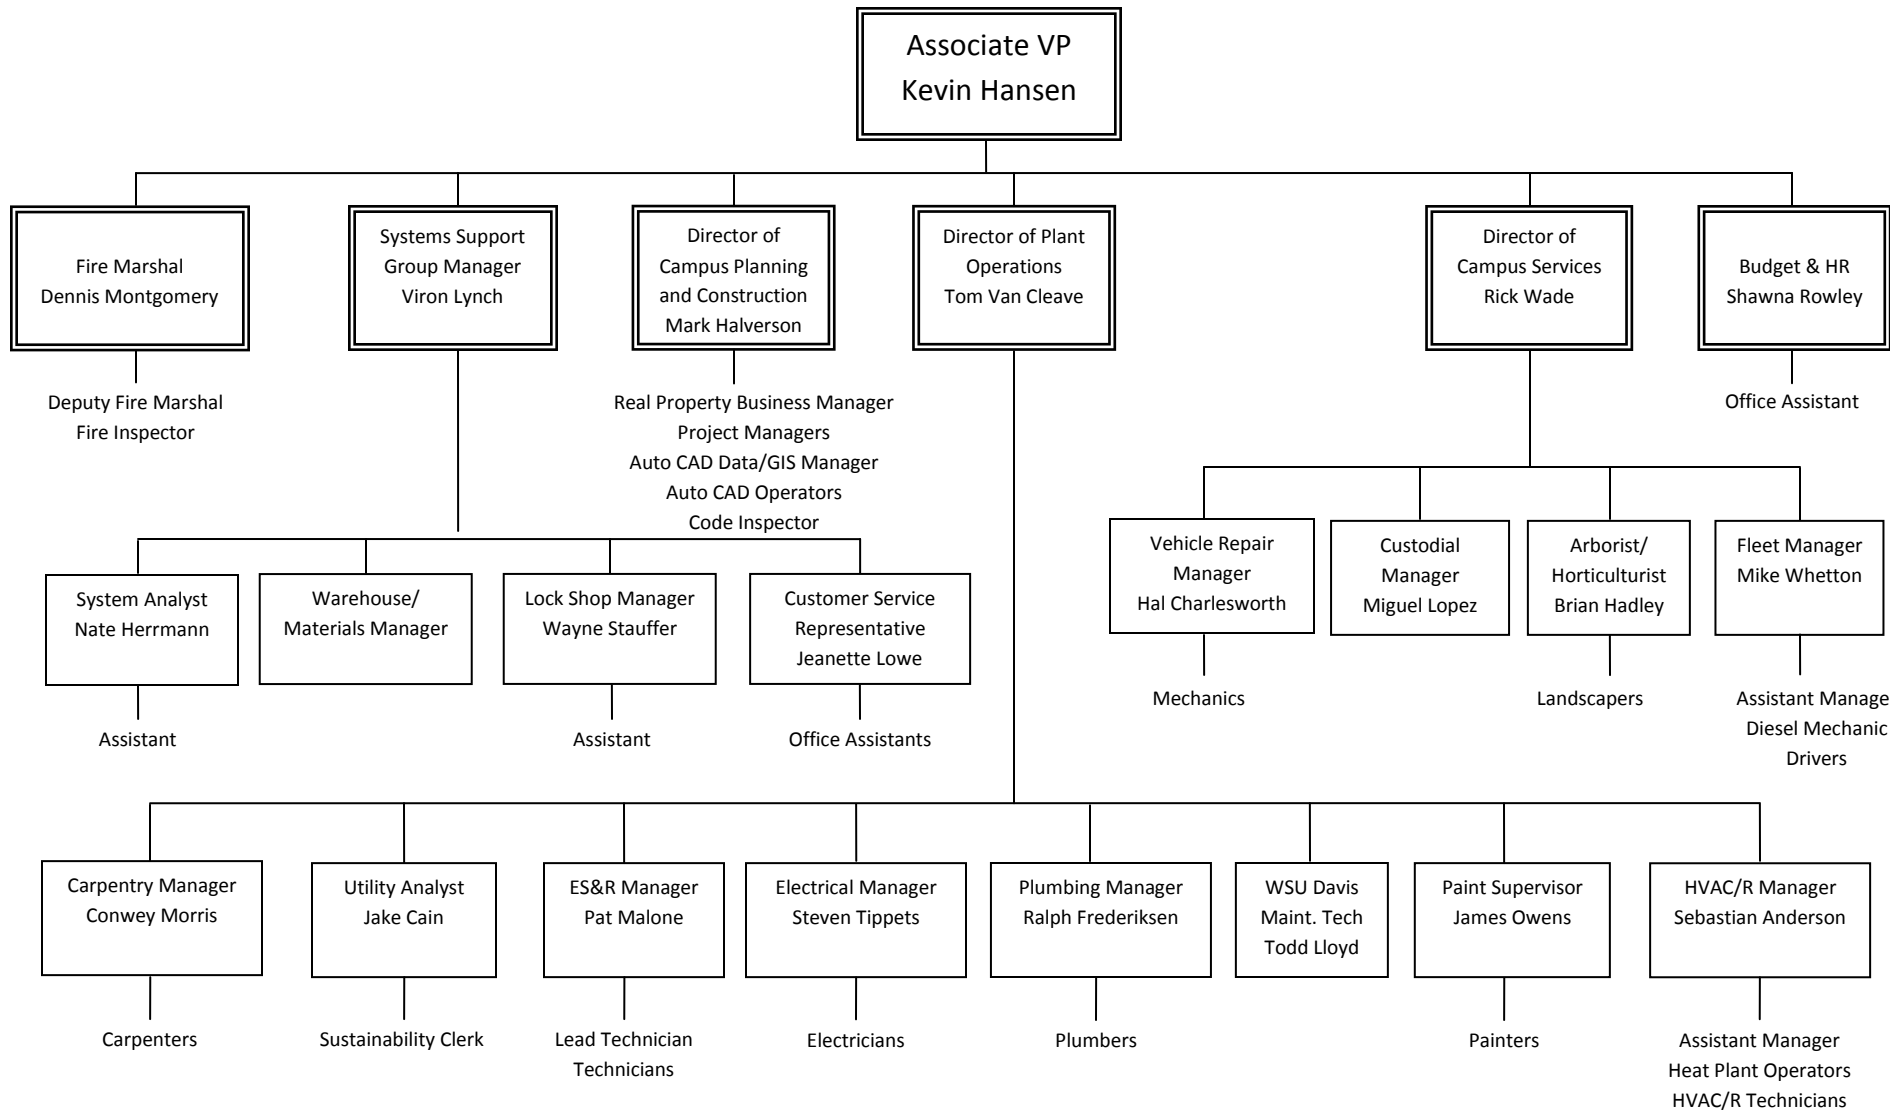 Associate VP
Kevin Hansen
Fire Marshal
Dennis Montgomery
Systems Support
Group Manager
Viron Lynch
Director of
Campus Planning
and Construction
Mark Halverson
Director of Plant
Operations
Tom Van Cleave
Director of
Campus Services
Rick Wade
Budget & HR
Shawna Rowley
Deputy Fire Marshal
Fire Inspector
Real Property Business Manager
Project Managers
Auto CAD Data/GIS Manager
Auto CAD Operators
Code Inspector
Office Assistant
System Analyst
Nate Herrmann
Warehouse/
Materials Manager
Lock Shop Manager
Wayne Stauffer
Customer Service
Representative
Jeanette Lowe
Vehicle Repair
Manager
Hal Charlesworth
Custodial
Manager
Miguel Lopez
Arborist/
Horticulturist
Brian Hadley
Fleet Manager
Mike Whetton
Assistant
Assistant
Office Assistants
Mechanics
Landscapers
Assistant Manage
Diesel Mechanic
Drivers
Carpentry Manager
Conwey Morris
Utility Analyst
Jake Cain
ES&R Manager
Pat Malone
Electrical Manager
Steven Tippets
Plumbing Manager
Ralph Frederiksen
WSU Davis
Maint. Tech
Todd Lloyd
Paint Supervisor
James Owens
HVAC/R Manager
Sebastian Anderson
Carpenters
Sustainability Clerk
Lead Technician
Technicians
Electricians
Plumbers
Painters
Assistant Manager
Heat Plant Operators
HVAC/R Technicians